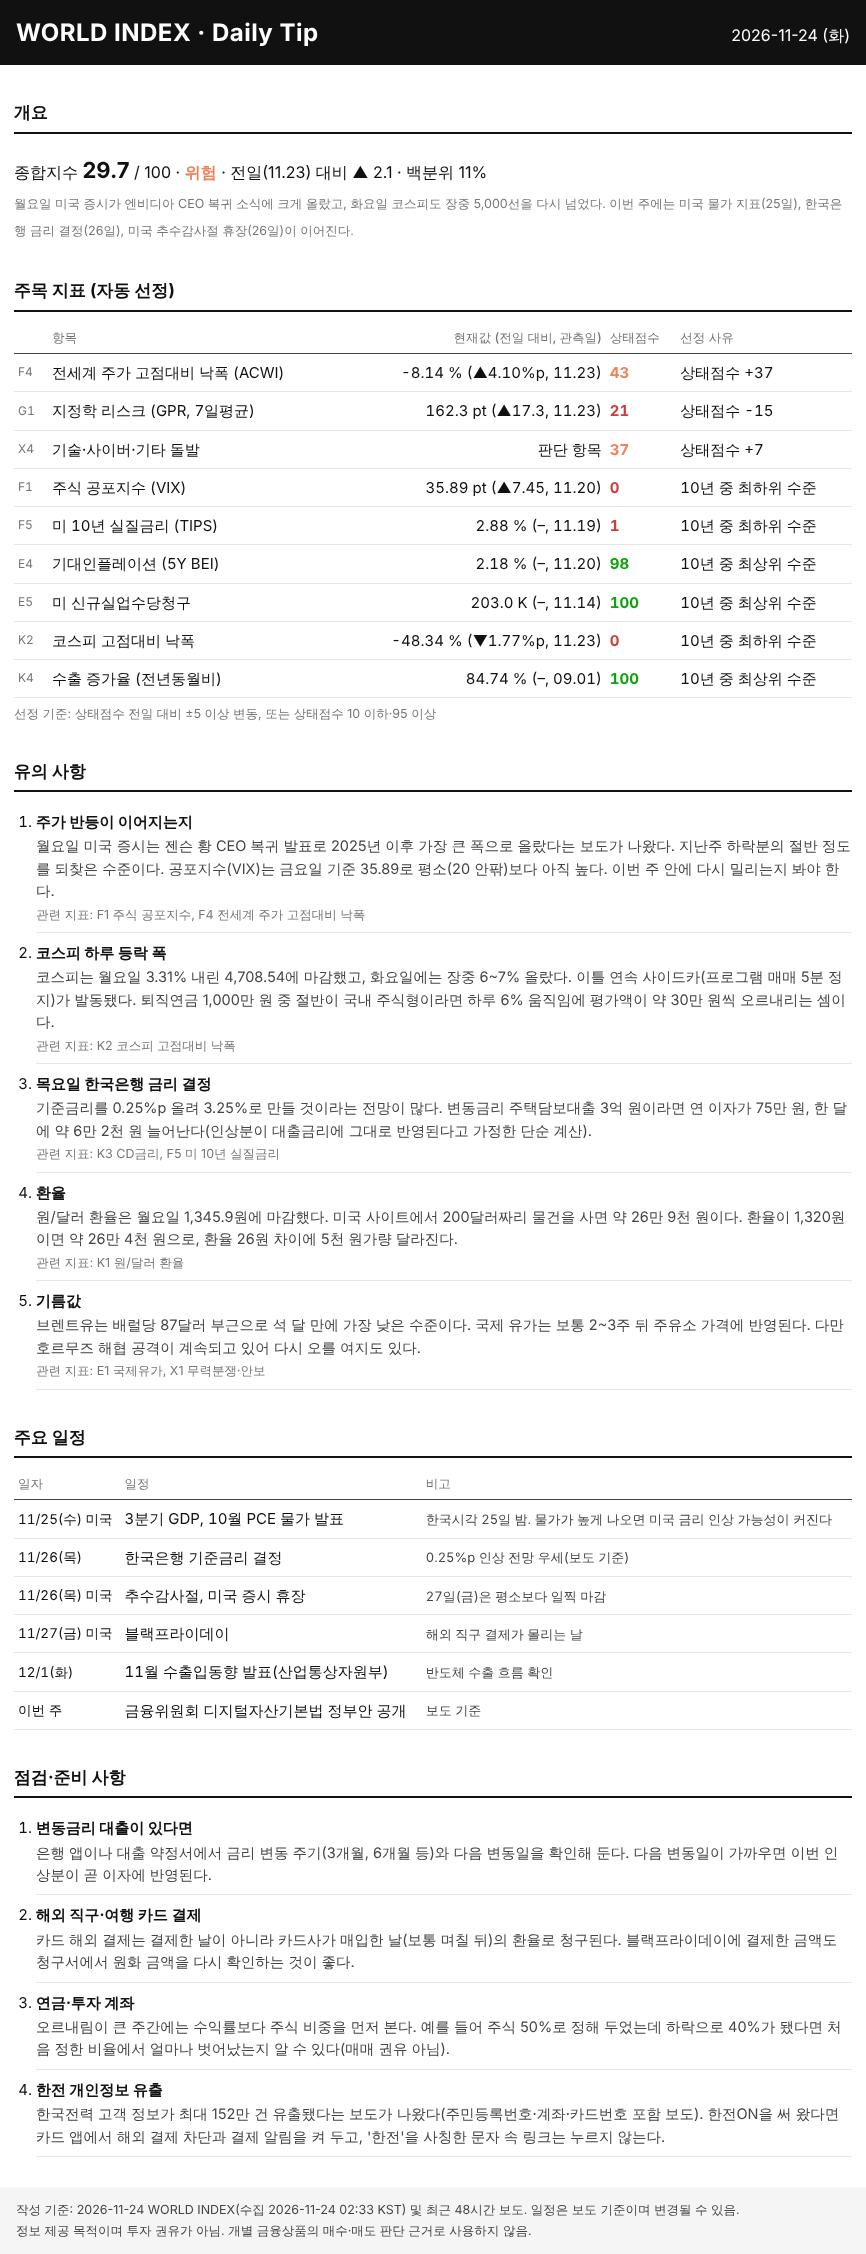 WORLD INDEX · Daily Tip 2026-11-24 (화)
개요
종합지수 29.7 / 100 · 위험 · 전일(11.23) 대비 ▲ 2.1 · 백분위 11%
월요일 미국 증시가 엔비디아 CEO 복귀 소식에 크게 올랐고, 화요일 코스피도 장중 5,000선을 다시 넘었다. 이번 주에는 미국 물가 지표(25일), 한국은
행 금리 결정(26일), 미국 추수감사절 휴장(26일)이 이어진다.
주목 지표 (자동 선정)
항목 현재값 (전일 대비, 관측일) 상태점수 선정 사유
F4 전세계 주가 고점대비 낙폭 (ACWI) -8.14 % (▲4.10%p, 11.23) 43 상태점수 +37
G1 지정학 리스크 (GPR, 7일평균) 162.3 pt (▲17.3, 11.23) 21 상태점수 -15
X4 기술·사이버·기타 돌발 판단 항목 37 상태점수 +7
F1 주식 공포지수 (VIX) 35.89 pt (▲7.45, 11.20) 0 10년 중 최하위 수준
F5 미 10년 실질금리 (TIPS) 2.88 % (–, 11.19) 1 10년 중 최하위 수준
E4 기대인플레이션 (5Y BEI) 2.18 % (–, 11.20) 98 10년 중 최상위 수준
E5 미 신규실업수당청구 203.0 K (–, 11.14) 100 10년 중 최상위 수준
K2 코스피 고점대비 낙폭 -48.34 % (▼1.77%p, 11.23) 0 10년 중 최하위 수준
K4 수출 증가율 (전년동월비) 84.74 % (–, 09.01) 100 10년 중 최상위 수준
선정 기준: 상태점수 전일 대비 ±5 이상 변동, 또는 상태점수 10 이하·95 이상
유의 사항
1. 주가 반등이 이어지는지
월요일 미국 증시는 젠슨 황 CEO 복귀 발표로 2025년 이후 가장 큰 폭으로 올랐다는 보도가 나왔다. 지난주 하락분의 절반 정도
를 되찾은 수준이다. 공포지수(VIX)는 금요일 기준 35.89로 평소(20 안팎)보다 아직 높다. 이번 주 안에 다시 밀리는지 봐야 한
다.
관련 지표: F1 주식 공포지수, F4 전세계 주가 고점대비 낙폭
2. 코스피 하루 등락 폭
코스피는 월요일 3.31% 내린 4,708.54에 마감했고, 화요일에는 장중 6~7% 올랐다. 이틀 연속 사이드카(프로그램 매매 5분 정
지)가 발동됐다. 퇴직연금 1,000만 원 중 절반이 국내 주식형이라면 하루 6% 움직임에 평가액이 약 30만 원씩 오르내리는 셈이
다.
관련 지표: K2 코스피 고점대비 낙폭
3. 목요일 한국은행 금리 결정
기준금리를 0.25%p 올려 3.25%로 만들 것이라는 전망이 많다. 변동금리 주택담보대출 3억 원이라면 연 이자가 75만 원, 한 달
에 약 6만 2천 원 늘어난다(인상분이 대출금리에 그대로 반영된다고 가정한 단순 계산).
관련 지표: K3 CD금리, F5 미 10년 실질금리
4. 환율
원/달러 환율은 월요일 1,345.9원에 마감했다. 미국 사이트에서 200달러짜리 물건을 사면 약 26만 9천 원이다. 환율이 1,320원
이면 약 26만 4천 원으로, 환율 26원 차이에 5천 원가량 달라진다.
관련 지표: K1 원/달러 환율
5. 기름값
브렌트유는 배럴당 87달러 부근으로 석 달 만에 가장 낮은 수준이다. 국제 유가는 보통 2~3주 뒤 주유소 가격에 반영된다. 다만
호르무즈 해협 공격이 계속되고 있어 다시 오를 여지도 있다.
관련 지표: E1 국제유가, X1 무력분쟁·안보
주요 일정
일자 일정 비고
11/25(수) 미국 3분기 GDP, 10월 PCE 물가 발표 한국시각 25일 밤. 물가가 높게 나오면 미국 금리 인상 가능성이 커진다
11/26(목) 한국은행 기준금리 결정 0.25%p 인상 전망 우세(보도 기준)
11/26(목) 미국 추수감사절, 미국 증시 휴장 27일(금)은 평소보다 일찍 마감
11/27(금) 미국 블랙프라이데이 해외 직구 결제가 몰리는 날
12/1(화) 11월 수출입동향 발표(산업통상자원부) 반도체 수출 흐름 확인
이번 주 금융위원회 디지털자산기본법 정부안 공개 보도 기준
점검·준비 사항
1. 변동금리 대출이 있다면
은행 앱이나 대출 약정서에서 금리 변동 주기(3개월, 6개월 등)와 다음 변동일을 확인해 둔다. 다음 변동일이 가까우면 이번 인
상분이 곧 이자에 반영된다.
2. 해외 직구·여행 카드 결제
카드 해외 결제는 결제한 날이 아니라 카드사가 매입한 날(보통 며칠 뒤)의 환율로 청구된다. 블랙프라이데이에 결제한 금액도
청구서에서 원화 금액을 다시 확인하는 것이 좋다.
3. 연금·투자 계좌
오르내림이 큰 주간에는 수익률보다 주식 비중을 먼저 본다. 예를 들어 주식 50%로 정해 두었는데 하락으로 40%가 됐다면 처
음 정한 비율에서 얼마나 벗어났는지 알 수 있다(매매 권유 아님).
4. 한전 개인정보 유출
한국전력 고객 정보가 최대 152만 건 유출됐다는 보도가 나왔다(주민등록번호·계좌·카드번호 포함 보도). 한전ON을 써 왔다면
카드 앱에서 해외 결제 차단과 결제 알림을 켜 두고, '한전'을 사칭한 문자 속 링크는 누르지 않는다.
작성 기준: 2026-11-24 WORLD INDEX(수집 2026-11-24 02:33 KST) 및 최근 48시간 보도. 일정은 보도 기준이며 변경될 수 있음.
정보 제공 목적이며 투자 권유가 아님. 개별 금융상품의 매수·매도 판단 근거로 사용하지 않음.